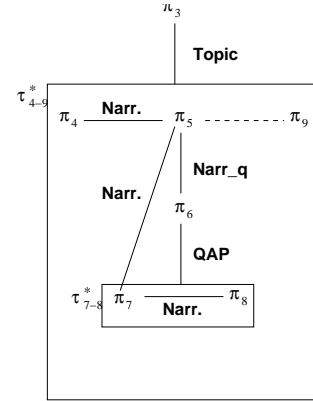 π3
Topic
τ*4–9
π4 Narr. π5 π9
Narr. Narr_q
π6
QAP
τ*7–8 π7 Narr. π8